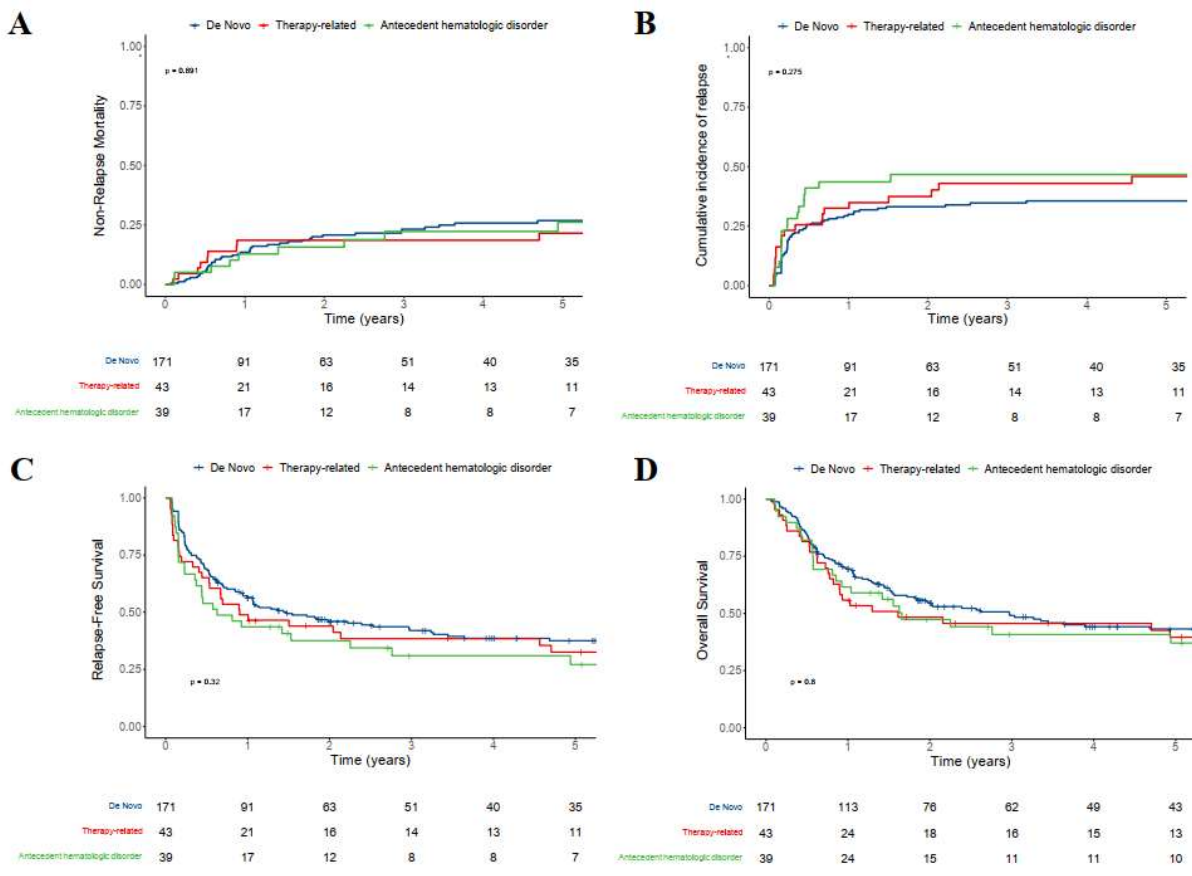 A
De Novo Therapy-related Antecedent hematologic disorder
1.00
p = 0.891
0.75
0.50
0.25
0.00
Non-Relapse Mortality
0 1 2 3 4 5
Time (years)
De Novo 171 91 63 51 40 35
Therapy-related 43 21 16 14 13 11
Antecedent hematologic disorder 39 17 12 8 8 7
B
De Novo Therapy-related Antecedent hematologic disorder
1.00
p = 0.275
0.75
0.50
0.25
0.00
Cumulative incidence of relapse
0 1 2 3 4 5
Time (years)
De Novo 171 91 63 51 40 35
Therapy-related 43 21 16 14 13 11
Antecedent hematologic disorder 39 17 12 8 8 7
C
De Novo Therapy-related Antecedent hematologic disorder
1.00
0.75
0.50
0.25
p = 0.32
0.00
Relapse-Free Survival
0 1 2 3 4 5
Time (years)
De Novo 171 91 63 51 40 35
Therapy-related 43 21 16 14 13 11
Antecedent hematologic disorder 39 17 12 8 8 7
D
De Novo Therapy-related Antecedent hematologic disorder
1.00
0.75
0.50
0.25
p = 0.8
0.00
Overall Survival
0 1 2 3 4 5
Time (years)
De Novo 171 113 76 62 49 43
Therapy-related 43 24 18 16 15 13
Antecedent hematologic disorder 39 24 15 11 11 10